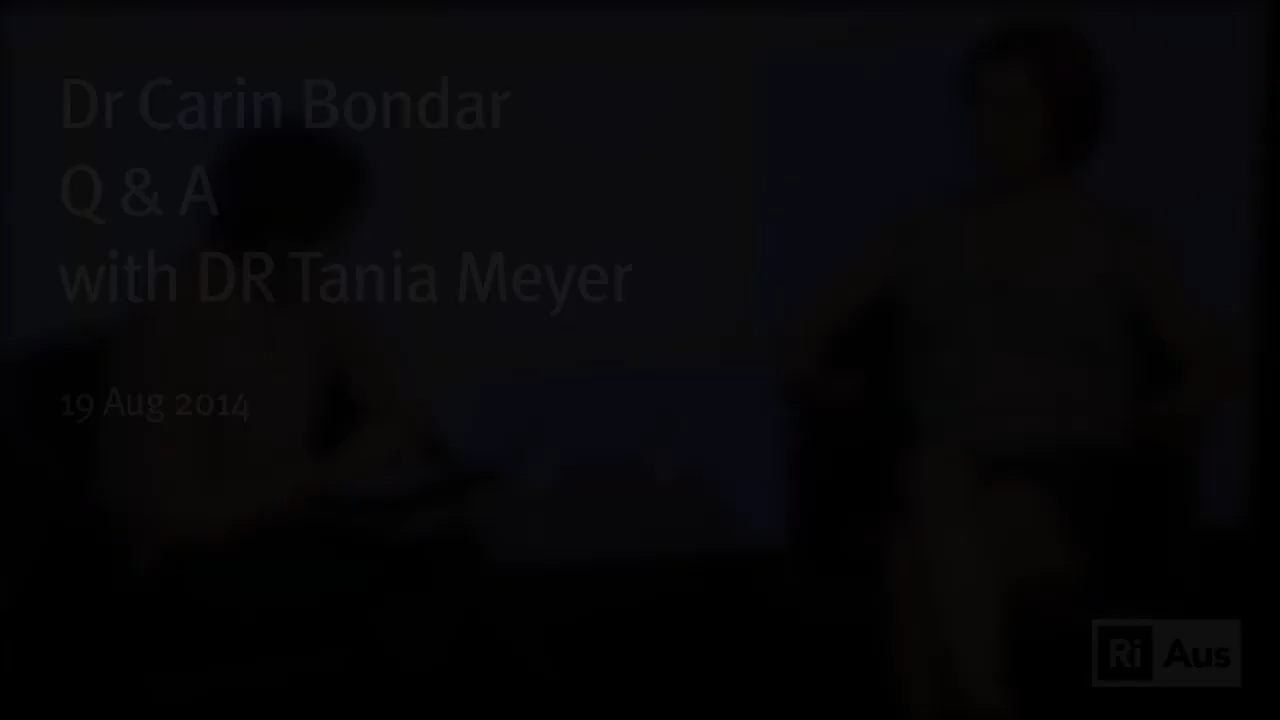 Dr Carin Bondar
Q & A
with DR Tania Meyer
19 Aug 2014
Ri Aus